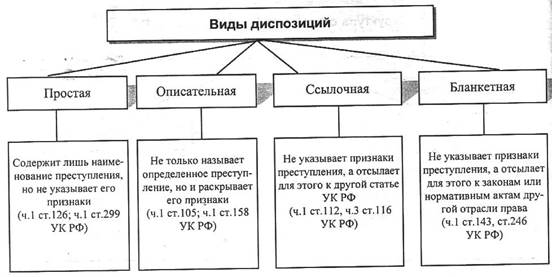 Виды диспозиций
Простая
Описательная
Ссылочная
Бланкетная
Содержит лишь наиме-
нование преступления,
но не указывает его
признаки
(ч.1 ст.126; ч.1 ст.299
УК РФ)
Не только называет
определенное преступ-
ление, но и раскрывает
его признаки
(ч.1 ст.105; ч.1 ст.158
УК РФ)
Не указывает признаки
преступления, а отсылает
для этого к другой статье
УК РФ
(ч.1 ст.112, ч.3 ст.116
УК РФ)
Не указывает признаки
преступления, а отсылает
для этого к законам или
нормативным актам дру-
гой отрасли права
(ч.1 ст.143, ст.246
УК РФ)